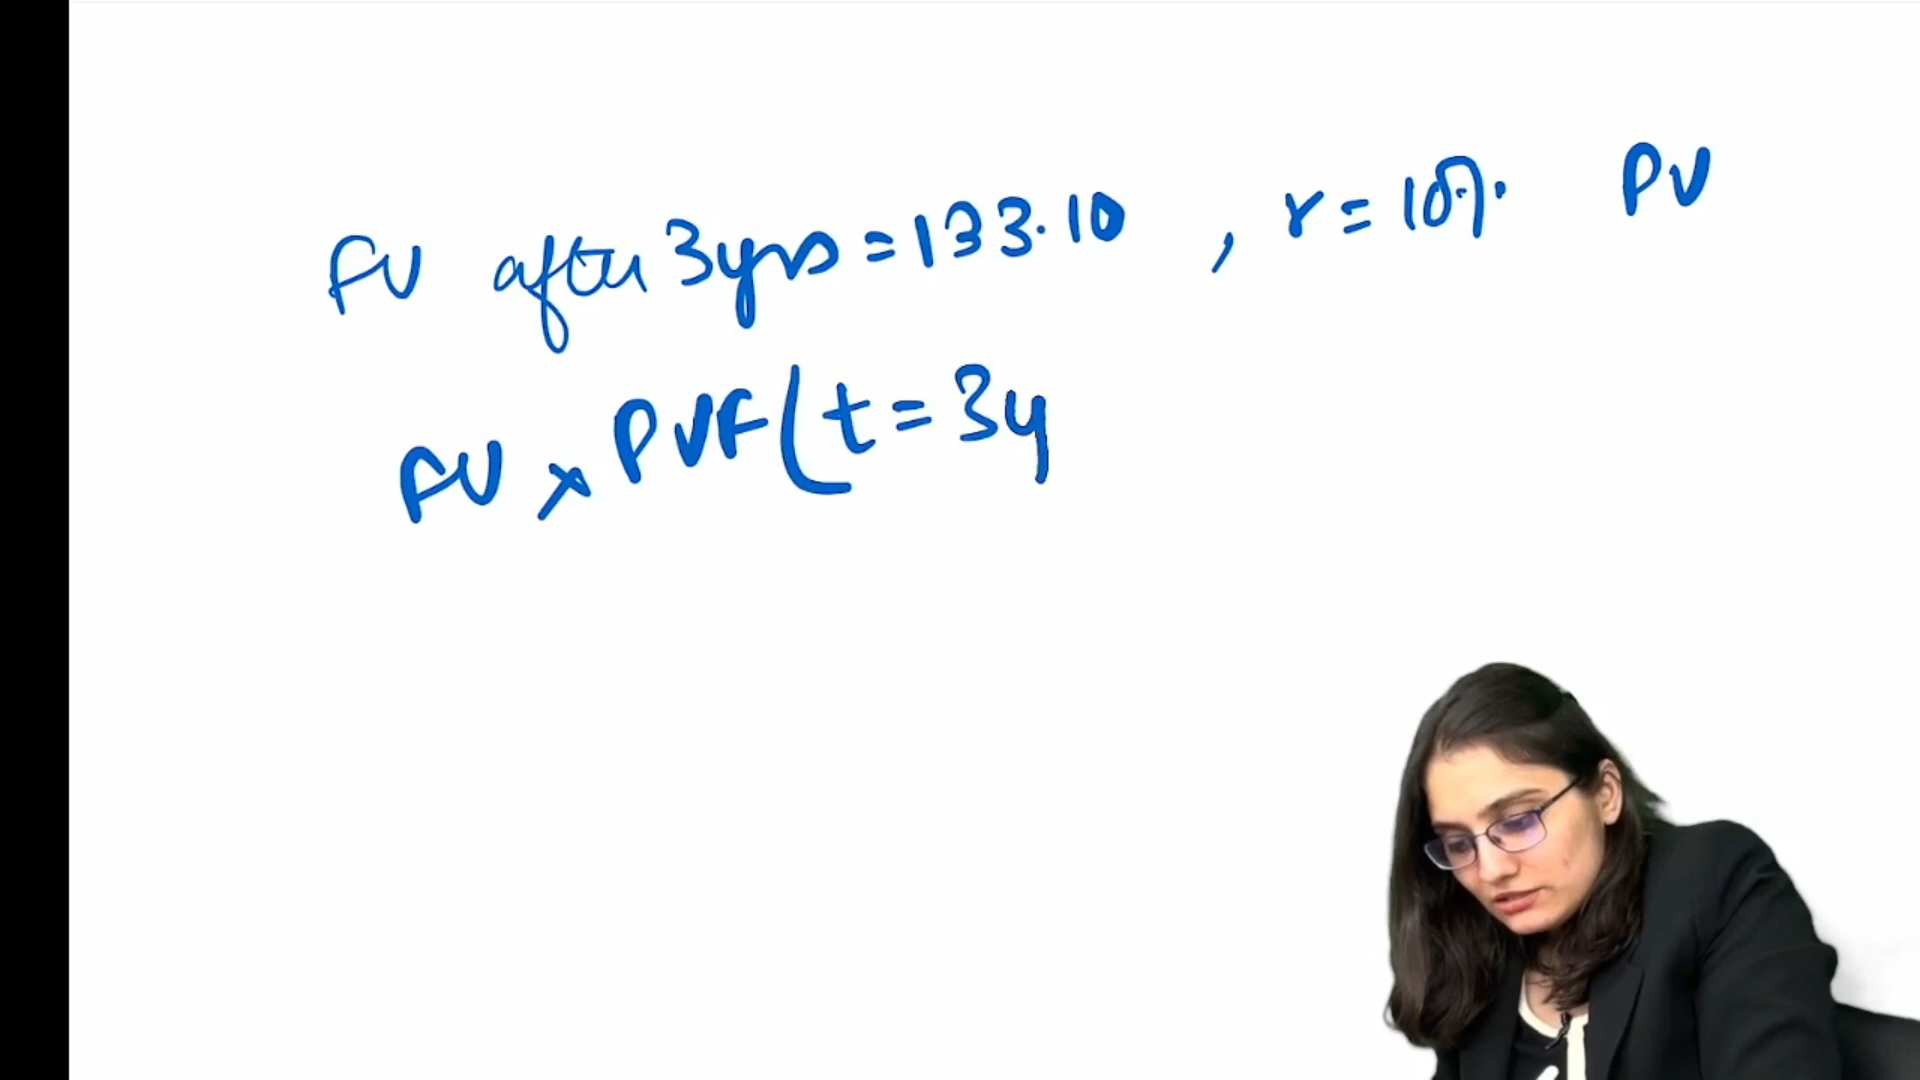 FV after 3yrs = 133.10 , r = 10% PV
FV x PVF (t = 3y